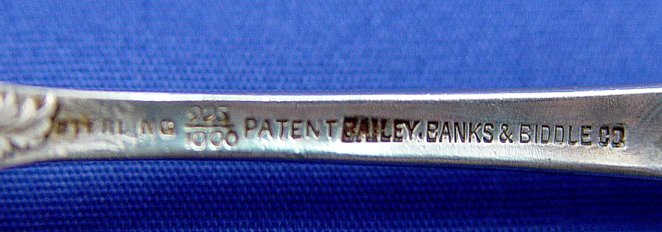 STERLING 925/1000 PATENT BAILEY, BANKS & BIDDLE CO